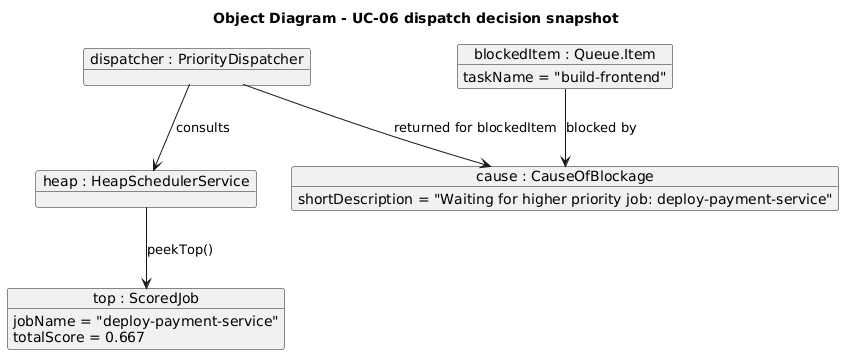 Object Diagram - UC-06 dispatch decision snapshot
dispatcher : PriorityDispatcher
blockedItem : Queue.Item
taskName = "build-frontend"
consults
returned for blockedItem
blocked by
heap : HeapSchedulerService
cause : CauseOfBlockage
shortDescription = "Waiting for higher priority job: deploy-payment-service"
peekTop()
top : ScoredJob
jobName = "deploy-payment-service"
totalScore = 0.667